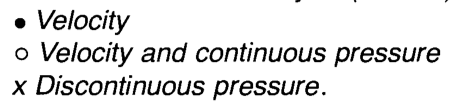 • Velocity
○ Velocity and continuous pressure
x Discontinuous pressure.